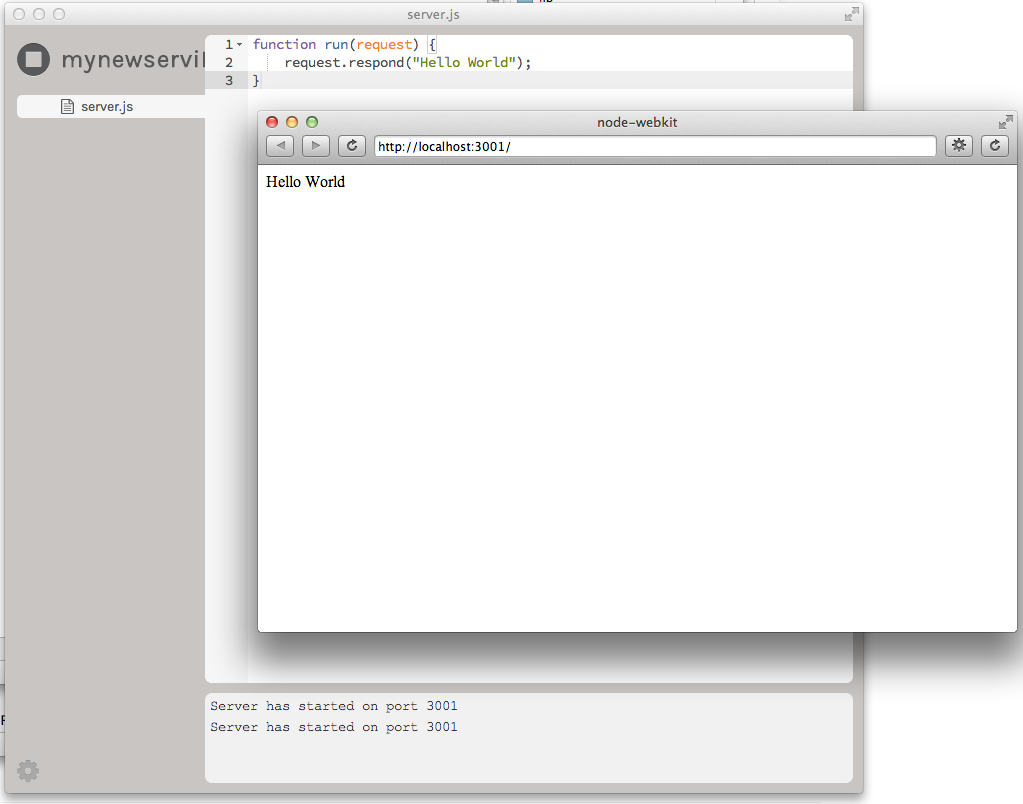 server.js
mynewservi
server.js
1 function run(request) {
2 request.respond("Hello World");
3 }
node-webkit
http://localhost:3001/
Hello World
Server has started on port 3001
Server has started on port 3001